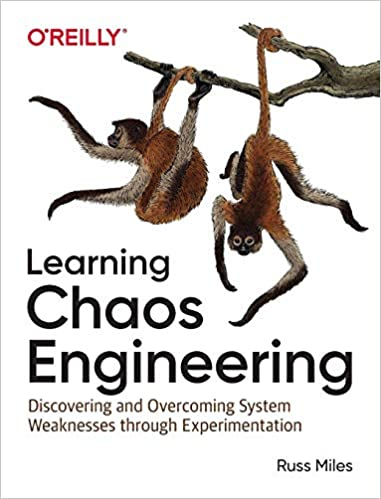 O'REILLY®
Learning
Chaos
Engineering
Discovering and Overcoming System
Weaknesses through Experimentation
Russ Miles